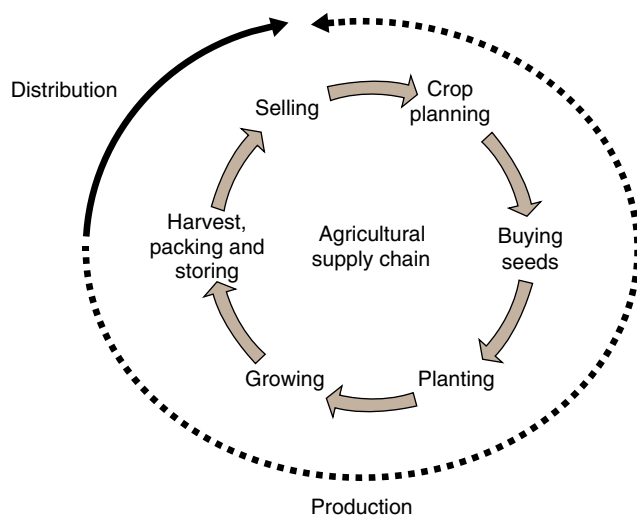 Distribution
Selling
Crop
planning
Harvest,
packing and
storing
Agricultural
supply chain
Buying
seeds
Growing
Planting
Production